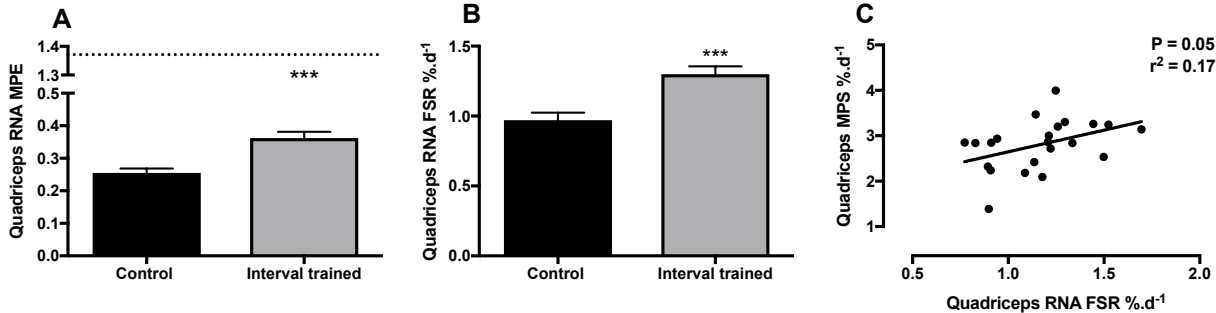 A
Quadriceps RNA MPE
1.4
1.3
0.5
0.4
0.3
0.2
0.1
0.0
***
Control
Interval trained
B
Quadriceps RNA FSR %.d-1
1.5
1.0
0.5
0.0
***
Control
Interval trained
C
P = 0.05
r2 = 0.17
Quadriceps MPS %.d-1
5
4
3
2
1
0.5
1.0
1.5
2.0
Quadriceps RNA FSR %.d-1